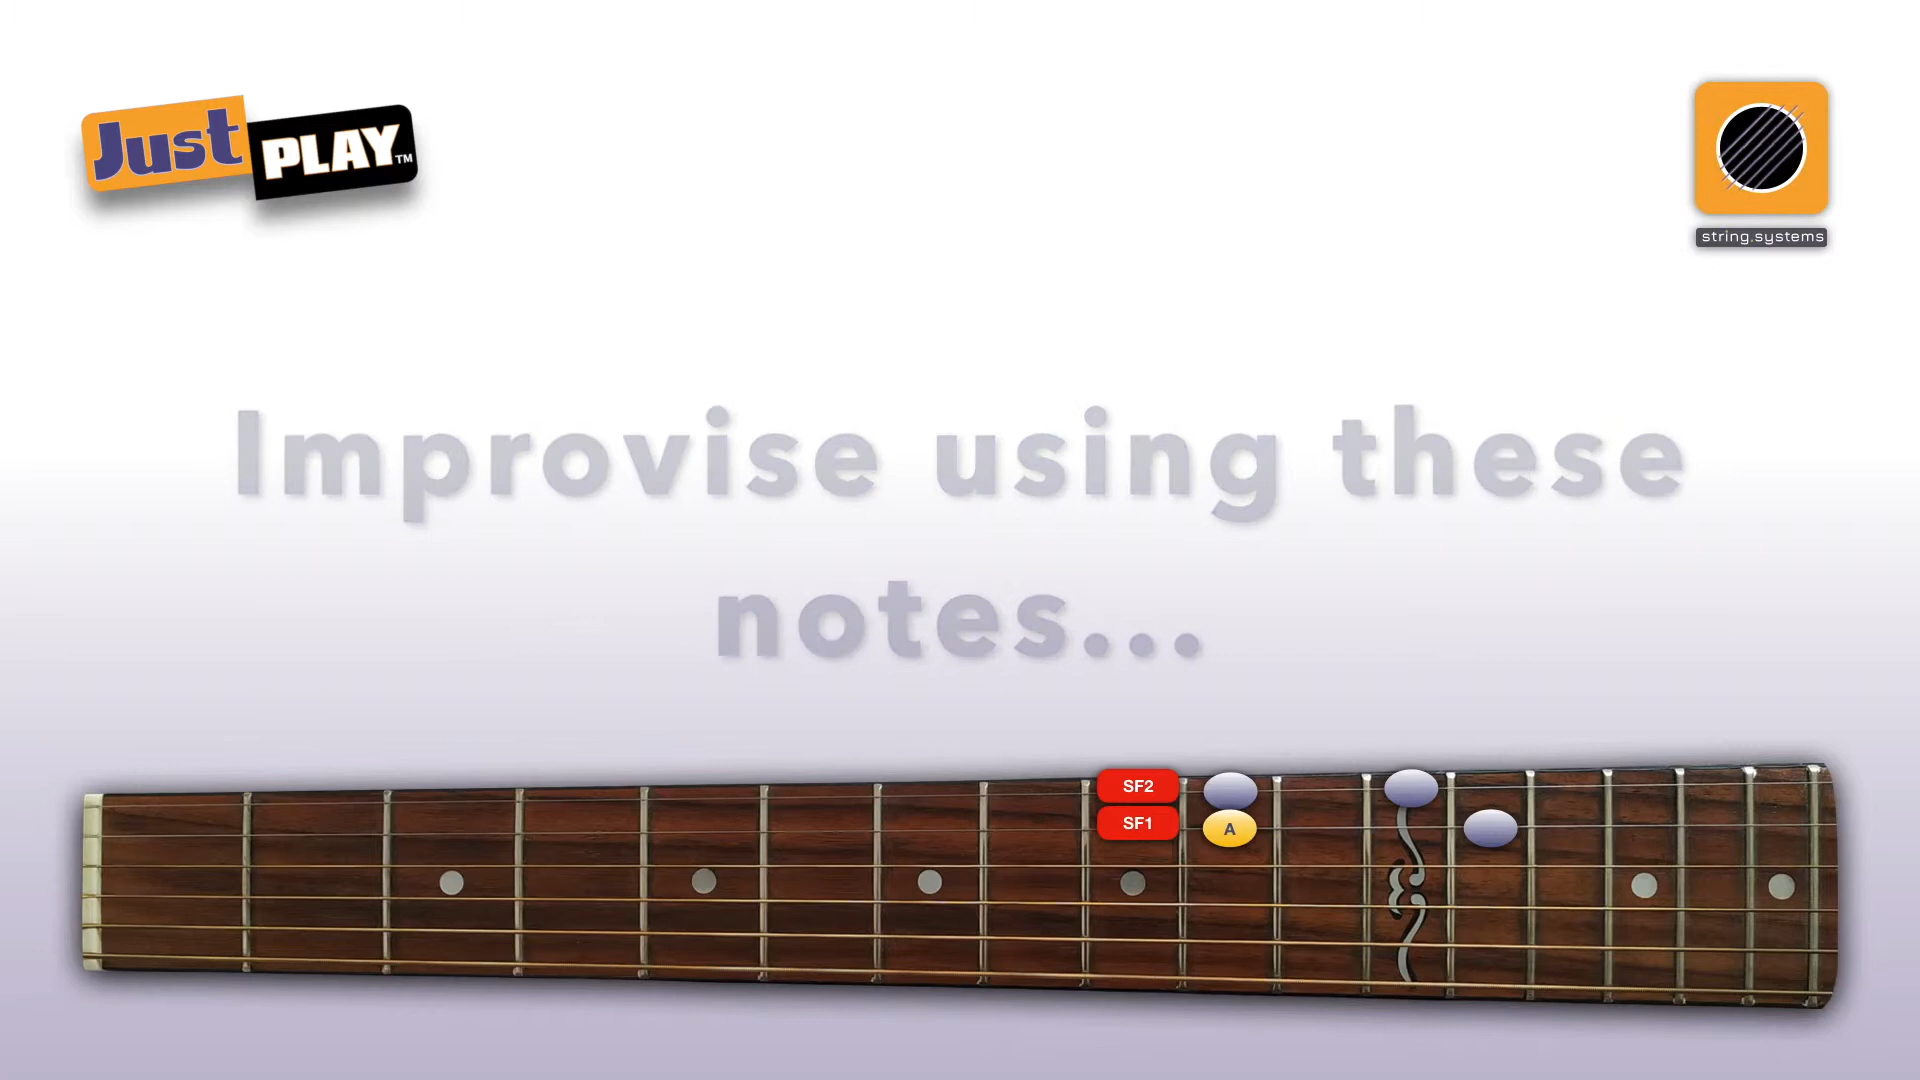 Just PLAY™
string.systems
Improvise using these
notes...
SF2
SF1
A